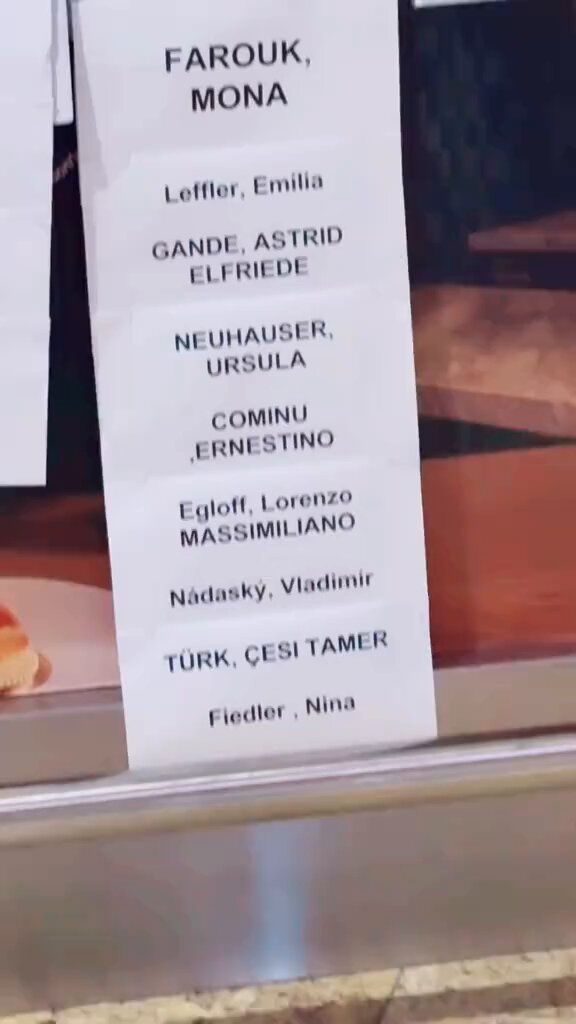 FAROUK,
MONA
Leffler, Emilia
GANDE, ASTRID
ELFRIEDE
NEUHAUSER,
URSULA
COMINU
,ERNESTINO
Egloff, Lorenzo
MASSIMILIANO
Nádaský, Vladimír
TÜRK, ÇESI TAMER
Fiedler , Nina